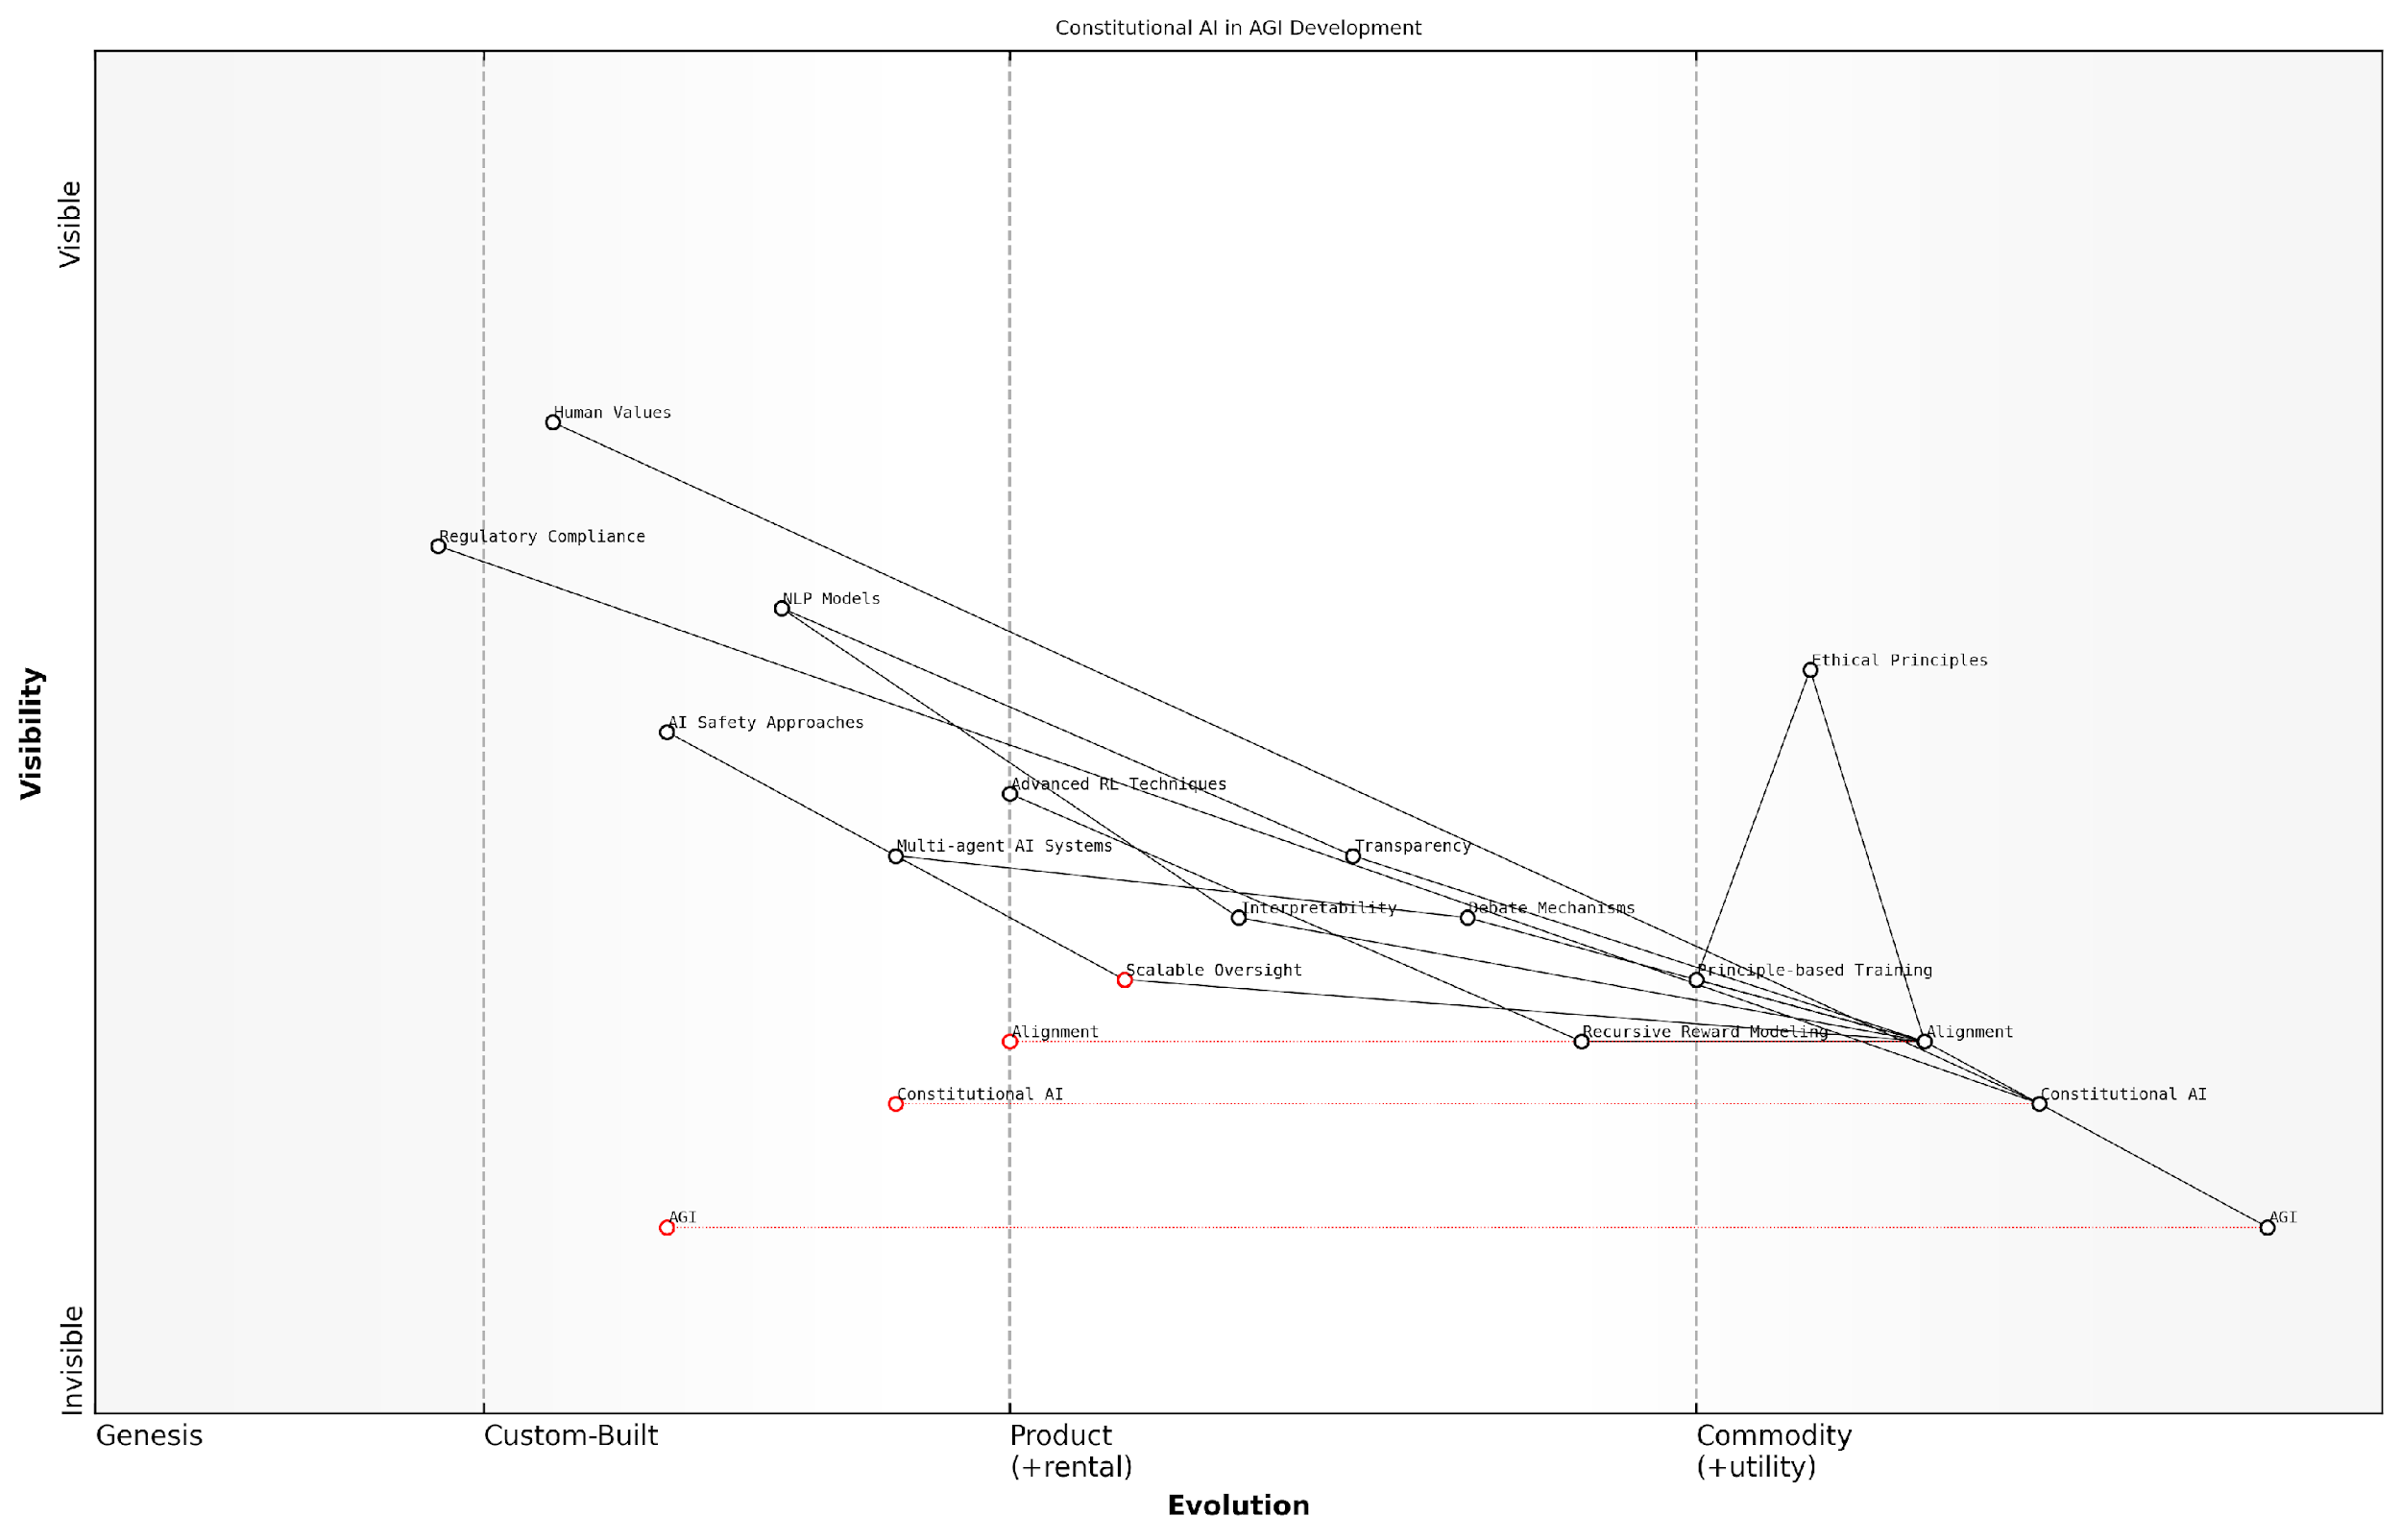 Constitutional AI in AGI Development
Visible
Human Values
Regulatory Compliance
NLP Models
Ethical Principles
Visibility
AI Safety Approaches
Advanced RL Techniques
Multi-agent AI Systems
Transparency
Interpretability
Debate Mechanisms
Scalable Oversight
Principle-based Training
Alignment
Recursive Reward Modeling
Alignment
Constitutional AI
Constitutional AI
AGI
AGI
Invisible
Genesis
Custom-Built
Product
(+rental)
Commodity
(+utility)
Evolution